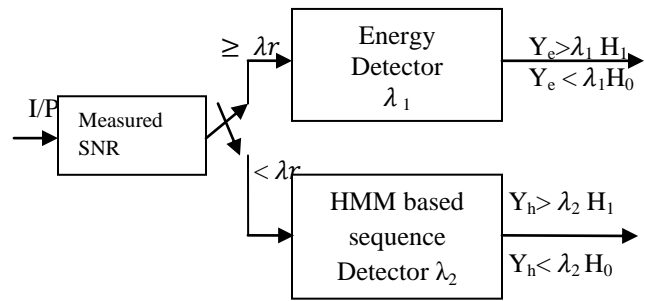 ≥ λr
Energy
Detector
λ 1
Yₑ>λ₁ H₁
Yₑ < λ₁H₀
I/P
Measured
SNR
< λr
HMM based
sequence
Detector λ₂
Yₕ> λ₂ H₁
Yₕ< λ₂ H₀